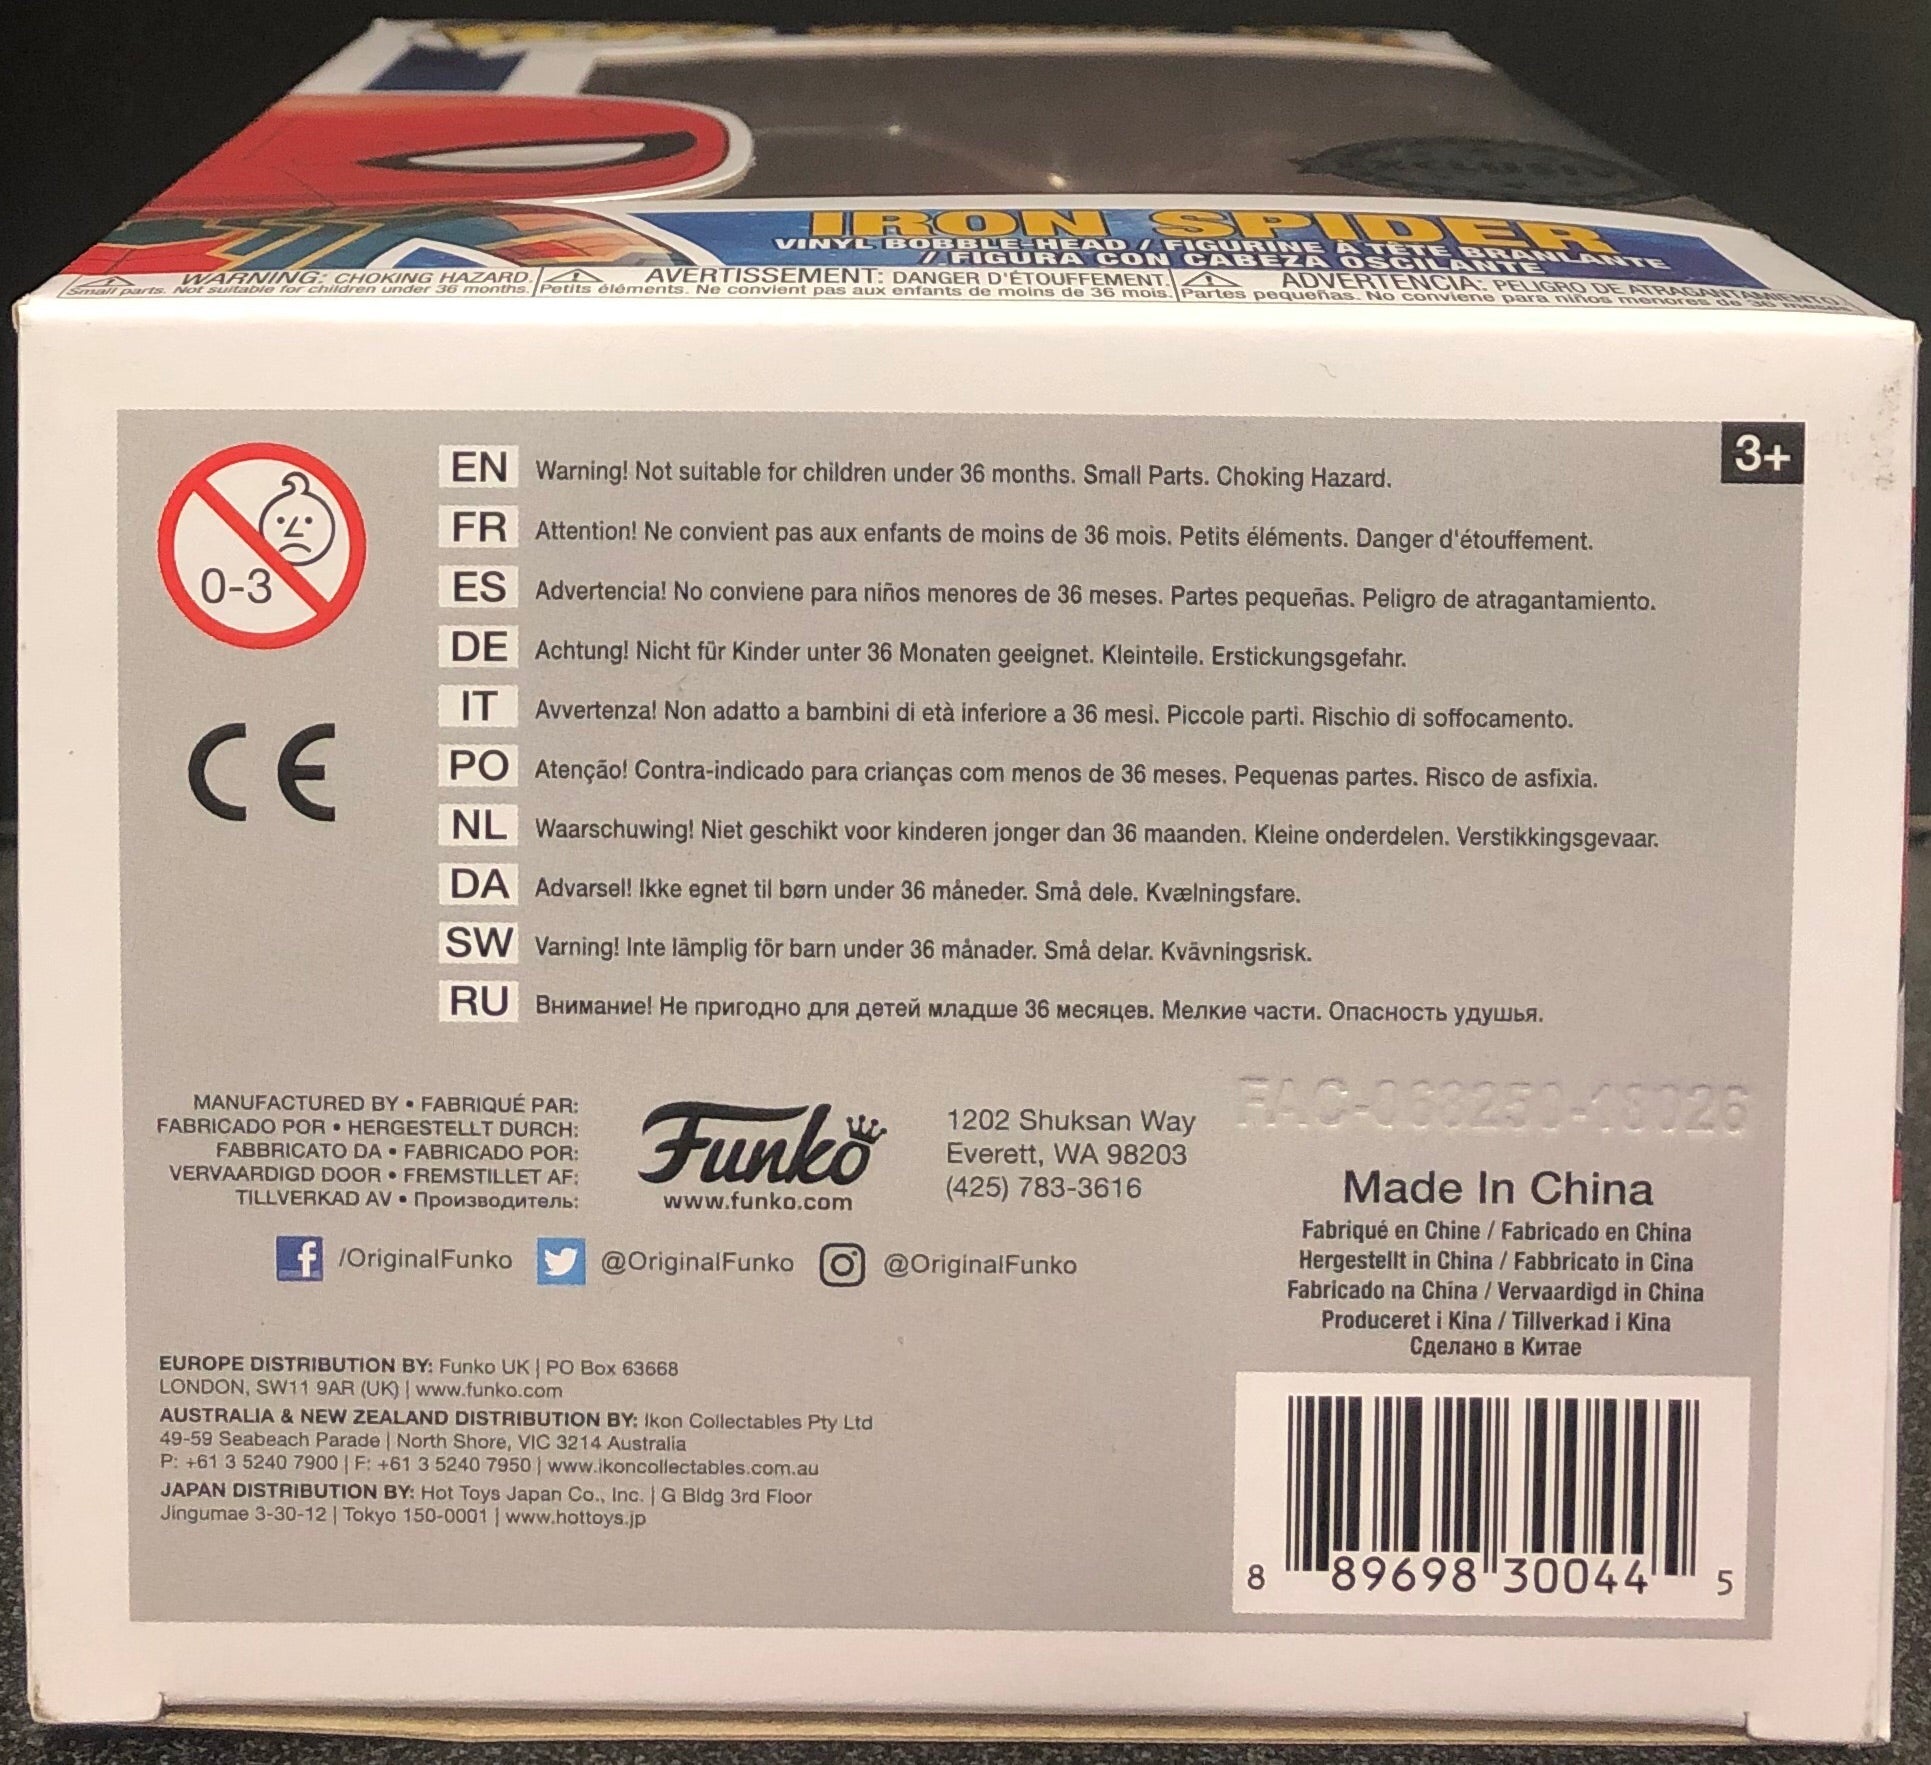 EXCLUSIVE
IRON SPIDER
VINYL BOBBLE-HEAD / FIGURINE À TÊTE BRANLANTE
/ FIGURA CON CABEZA OSCILANTE
WARNING: CHOKING HAZARD.
Small parts. Not suitable for children under 36 months.
AVERTISSEMENT: DANGER D'ÉTOUFFEMENT.
Petits éléments. Ne convient pas aux enfants de moins de 36 mois.
ADVERTENCIA: PELIGRO DE ATRAGANTAMIENTO.
Partes pequeñas. No conviene para niños menores de 36 meses
3+
0-3
CE
EN Warning! Not suitable for children under 36 months. Small Parts. Choking Hazard.
FR Attention! Ne convient pas aux enfants de moins de 36 mois. Petits éléments. Danger d'étouffement.
ES Advertencia! No conviene para niños menores de 36 meses. Partes pequeñas. Peligro de atragantamiento.
DE Achtung! Nicht für Kinder unter 36 Monaten geeignet. Kleinteile. Erstickungsgefahr.
IT Avvertenza! Non adatto a bambini di età inferiore a 36 mesi. Piccole parti. Rischio di soffocamento.
PO Atenção! Contra-indicado para crianças com menos de 36 meses. Pequenas partes. Risco de asfixia.
NL Waarschuwing! Niet geschikt voor kinderen jonger dan 36 maanden. Kleine onderdelen. Verstikkingsgevaar.
DA Advarsel! Ikke egnet til børn under 36 måneder. Små dele. Kvælningsfare.
SW Varning! Inte lämplig för barn under 36 månader. Små delar. Kvävningsrisk.
RU Внимание! Не пригодно для детей младше 36 месяцев. Мелкие части. Опасность удушья.
MANUFACTURED BY • FABRIQUÉ PAR:
FABRICADO POR • HERGESTELLT DURCH:
FABBRICATO DA • FABRICADO POR:
VERVAARDIGD DOOR • FREMSTILLET AF:
TILLVERKAD AV • Производитель:
Funko
www.funko.com
1202 Shuksan Way
Everett, WA 98203
(425) 783-3616
/OriginalFunko @OriginalFunko @OriginalFunko
Made In China
Fabriqué en Chine / Fabricado en China
Hergestellt in China / Fabbricato in Cina
Fabricado na China / Vervaardigd in China
Produceret i Kina / Tillverkad i Kina
Сделано в Китае
EUROPE DISTRIBUTION BY: Funko UK | PO Box 63668
LONDON, SW11 9AR (UK) | www.funko.com
AUSTRALIA & NEW ZEALAND DISTRIBUTION BY: Ikon Collectables Pty Ltd
49-59 Seabeach Parade | North Shore, VIC 3214 Australia
P: +61 3 5240 7900 | F: +61 3 5240 7950 | www.ikoncollectables.com.au
JAPAN DISTRIBUTION BY: Hot Toys Japan Co., Inc. | G Bldg 3rd Floor
Jingumae 3-30-12 | Tokyo 150-0001 | www.hottoys.jp
8 89698 30044 5